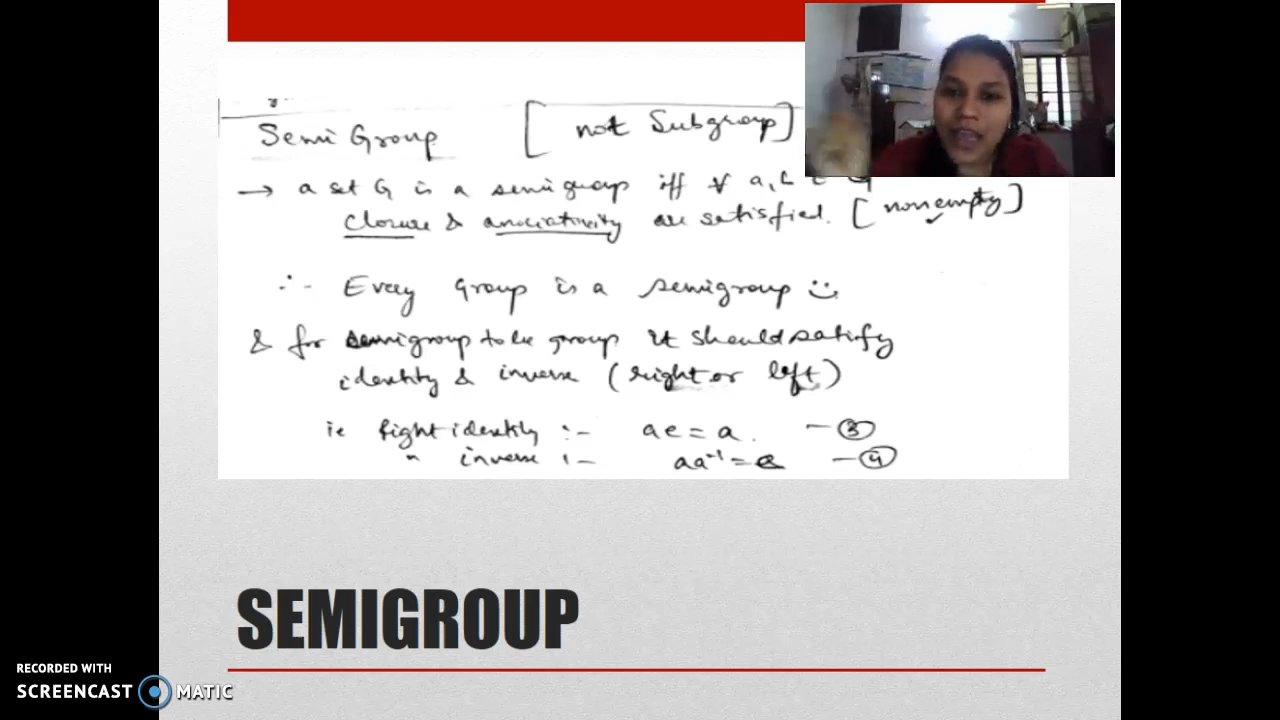 Semi Group [not Subgroup]
→ a set G is a semigroup iff ∀ a, b ∈ G
closure & associativity are satisfied. [nonempty]
∴ Every Group is a semigroup :)
& for semigroup to be group it should satisfy
identity & inverse (right or left)
ie Right identity :- ae = a. - ③
" inverse :- aa⁻¹ = e - ④
SEMIGROUP
RECORDED WITH
SCREENCAST MATIC